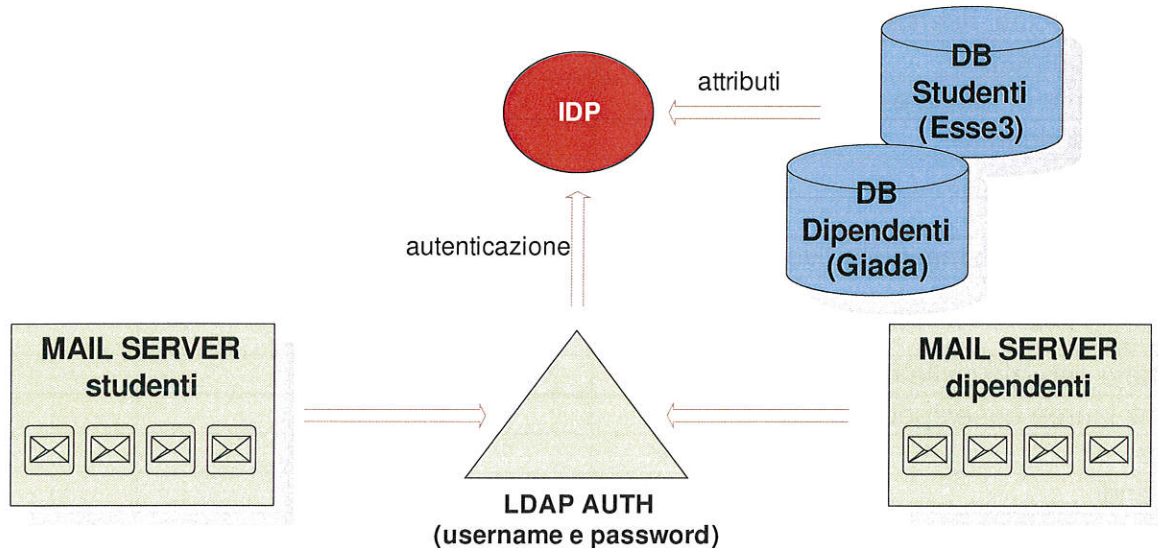 DB
Studenti
(Esse3)
attributi
IDP
DB
Dipendenti
(Giada)
autenticazione
MAIL SERVER
studenti
MAIL SERVER
dipendenti
LDAP AUTH
(username e password)